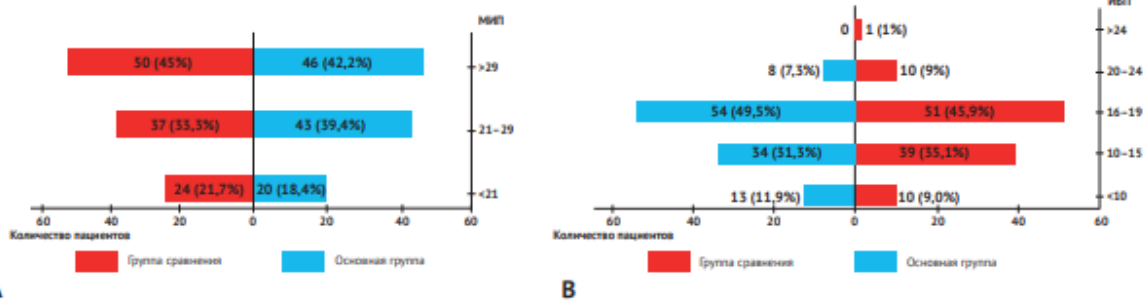 МИП
50 (45%) 46 (42,2%) >29
37 (33,3%) 43 (39,4%) 21–29
24 (21,7%) 20 (18,4%) <21
60 40 20 0 20 40 60
Количество пациентов
Группа сравнения Основная группа
0 1 (1%) >24
8 (7,3%) 10 (9%) 20–24
54 (49,5%) 51 (45,9%) 16–19
34 (31,3%) 39 (35,1%) 10–15
13 (11,9%) 10 (9,0%) <10
60 40 20 0 20 40 60
Количество пациентов
Группа сравнения Основная группа
B